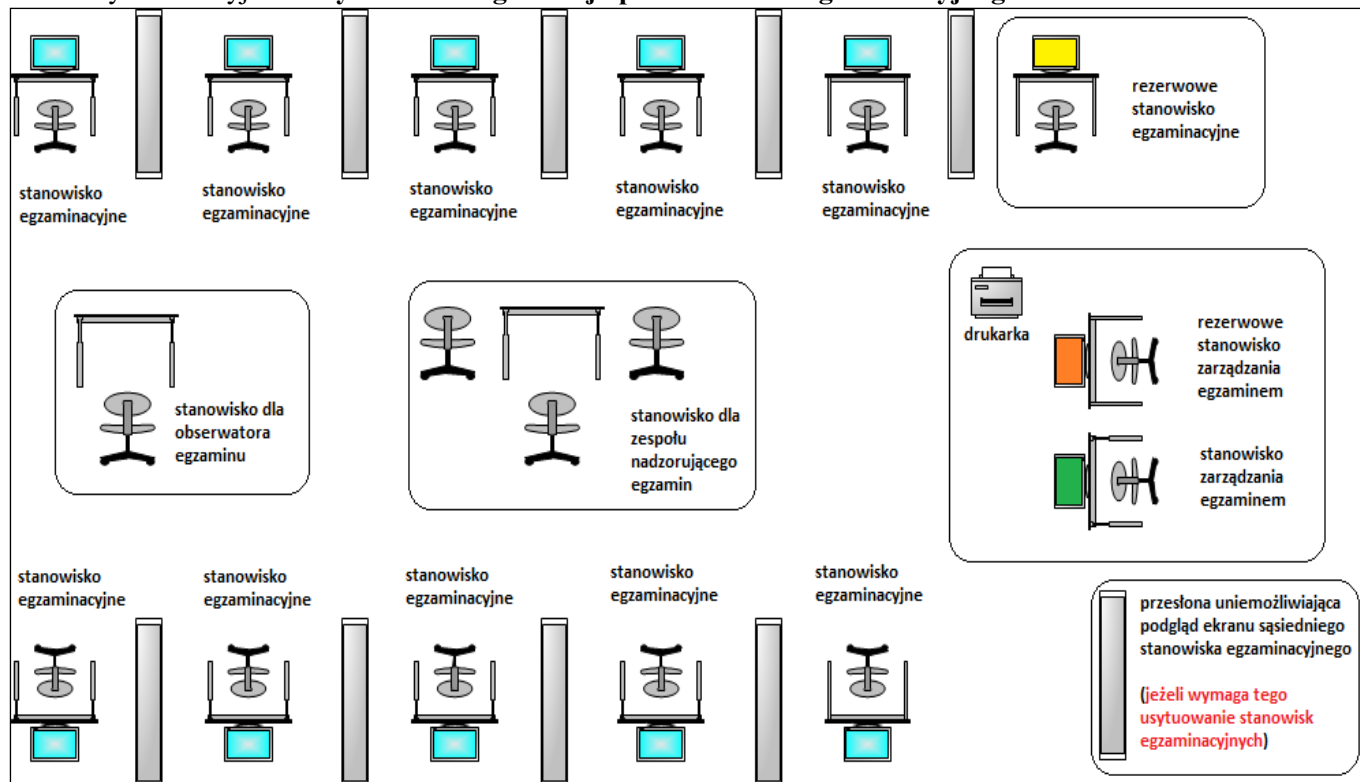 stanowisko
egzaminacyjne
stanowisko
egzaminacyjne
stanowisko
egzaminacyjne
stanowisko
egzaminacyjne
stanowisko
egzaminacyjne
rezerwowe
stanowisko
egzaminacyjne
stanowisko dla
obserwatora
egzaminu
stanowisko dla
zespołu
nadzorującego
egzamin
drukarka
rezerwowe
stanowisko
zarządzania
egzaminem
stanowisko
zarządzania
egzaminem
stanowisko
egzaminacyjne
stanowisko
egzaminacyjne
stanowisko
egzaminacyjne
stanowisko
egzaminacyjne
stanowisko
egzaminacyjne
przesłona uniemożliwiająca
podgląd ekranu sąsiedniego
stanowiska egzaminacyjnego
(jeżeli wymaga tego
usytuowanie stanowisk
egzaminacyjnych)